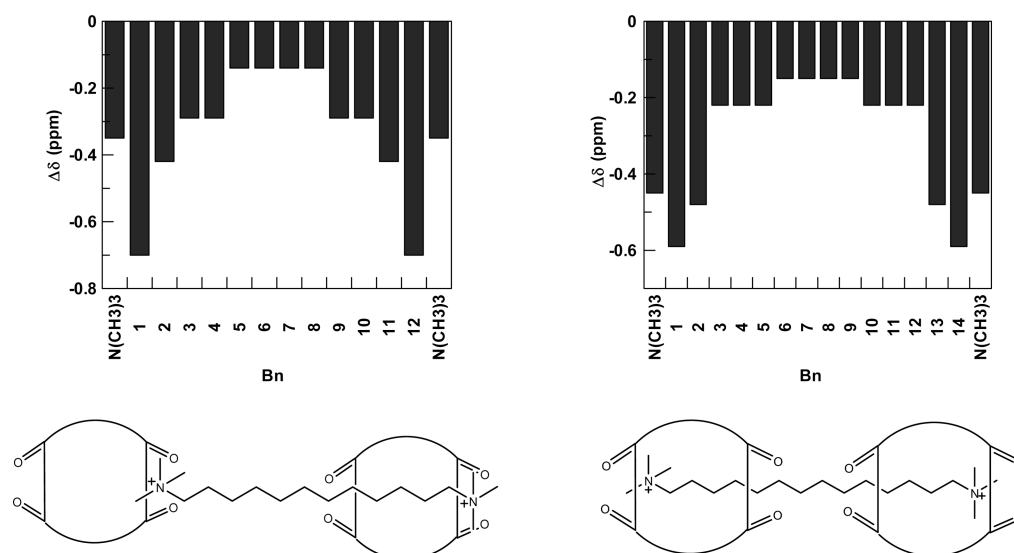 0
-0.2
-0.4
-0.6
-0.8
Δδ (ppm)
N(CH3)3
1
2
3
4
5
6
7
8
9
10
11
12
N(CH3)3
Bn
0
-0.2
-0.4
-0.6
Δδ (ppm)
N(CH3)3
1
2
3
4
5
6
7
8
9
10
11
12
13
14
N(CH3)3
Bn
O
O
O
O
N
+
O
O
O
O
N
+
O
O
O
O
N
+
O
O
O
O
N
+